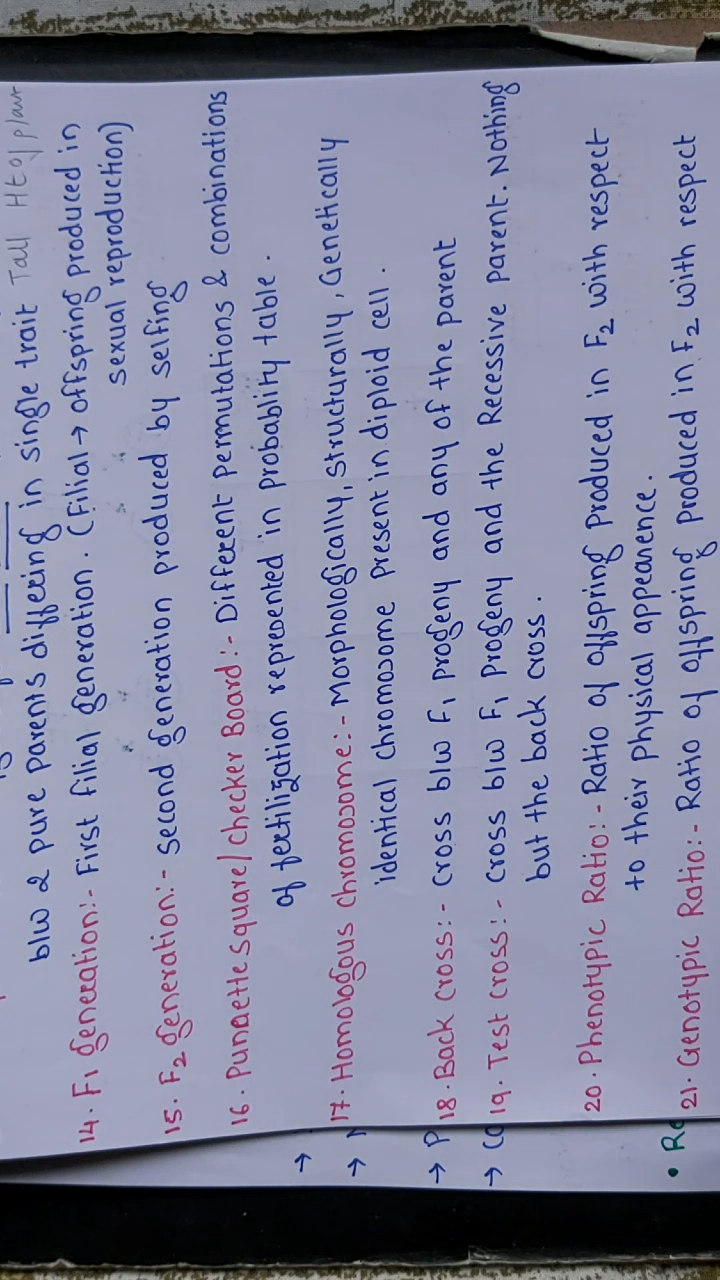 b/w 2 pure parents differing in single trait Tall Ht of plant
14. F1 generation:- First filial generation. (Filial → offspring produced in
sexual reproduction)
15. F2 generation:- second generation produced by selfing
16. Punnette square/checker Board:- Different permutations & combinations
of fertilization represented in probablity table.
17. Homologous chromosome:- Morphologically, structurally, Genetically
identical chromosome present in diploid cell.
18. Back cross:- cross b/w F1 progeny and any of the parent
19. Test cross:- cross b/w F1 progeny and the Recessive parent. Nothing
but the back cross.
20. Phenotypic Ratio:- Ratio of offspring produced in F2 with respect
to their physical appearence.
21. Genotypic Ratio:- Ratio of offspring produced in F2 with respect
→
→
→ P
→ Co
• Re